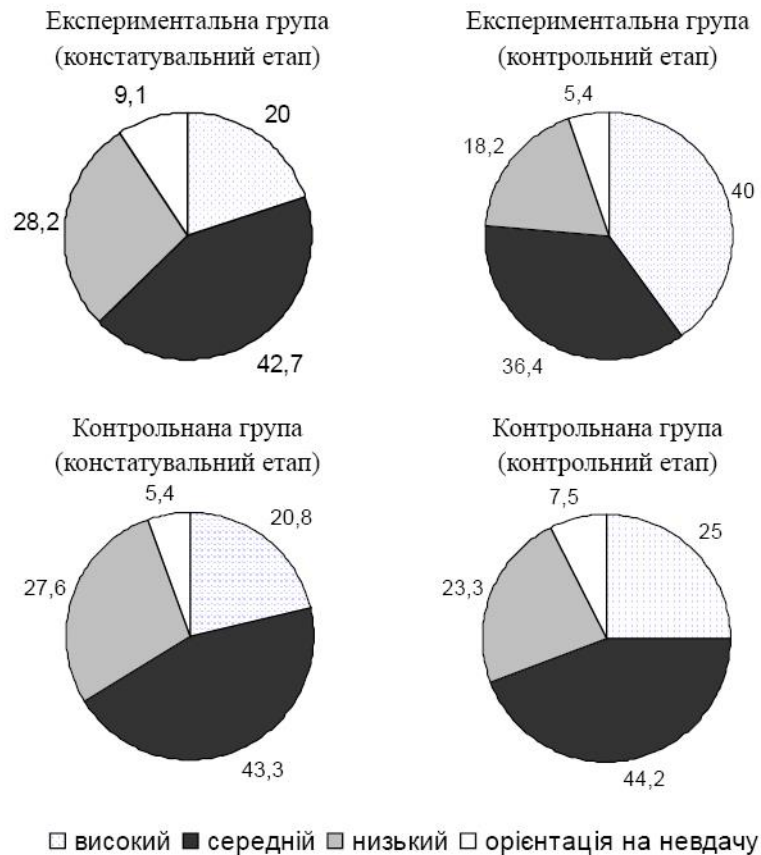 Експериментальна група
(констатувальний етап)
9,1
20
28,2
42,7
Експериментальна група
(контрольний етап)
5,4
18,2
40
36,4
Контрольнана група
(констатувальний етап)
5,4
20,8
27,6
43,3
Контрольнана група
(контрольний етап)
7,5
25
23,3
44,2
високий середній низький орієнтація на невдачу